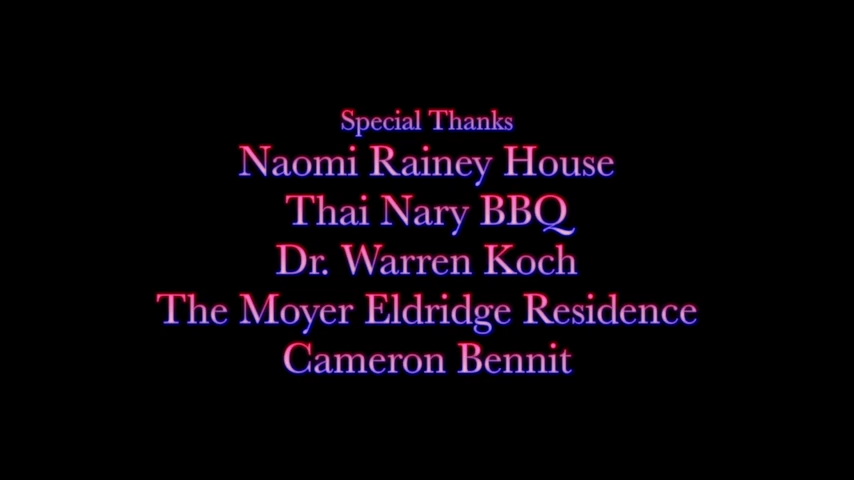 Special Thanks
Naomi Rainey House
Thai Nary BBQ
Dr. Warren Koch
The Moyer Eldridge Residence
Cameron Bennit